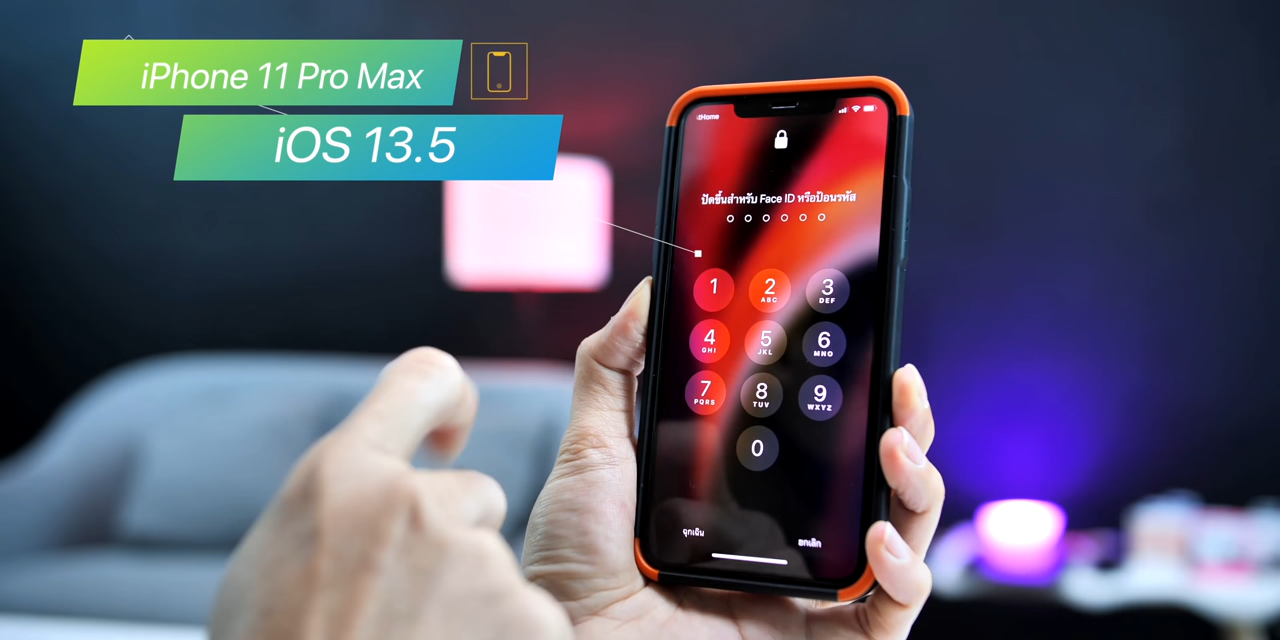 iPhone 11 Pro Max
iOS 13.5
ปัดขึ้นสำหรับ Face ID หรือป้อนรหัส
1
2
ABC
3
DEF
4
GHI
5
JKL
6
MNO
7
PQRS
8
TUV
9
WXYZ
0
ฉุกเฉิน
ยกเลิก